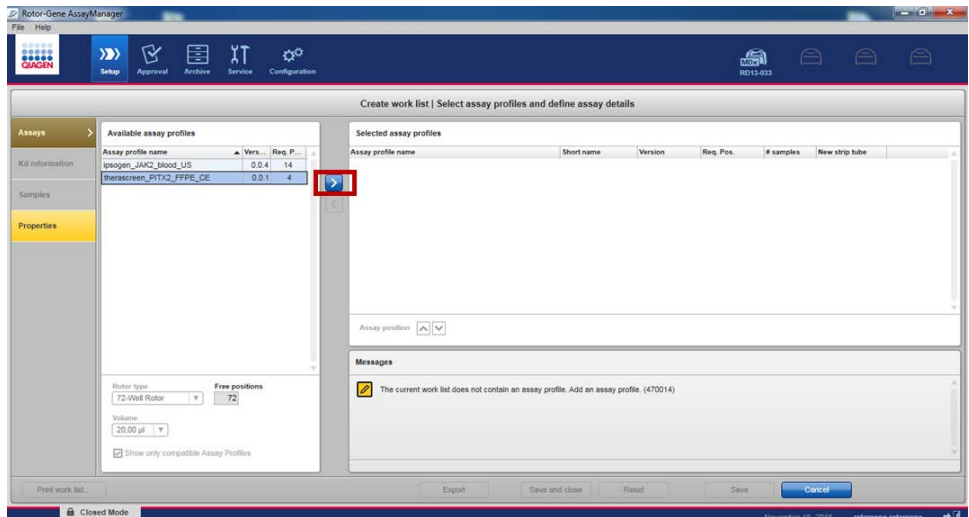 Rotor-Gene AssayManager
File Help
QIAGEN
Setup Approval Archive Service Configuration
MDx
RD13-033
Create work list | Select assay profiles and define assay details
Assays
Kit information
Samples
Properties
Available assay profiles
Assay profile name Vers... Req. P...
ipsogen_JAK2_blood_US 0.0.4 14
therascreen_PITX2_FFPE_CE 0.0.1 4
Rotor type Free positions
72-Well Rotor 72
Volume
20,00 µl
Show only compatible Assay Profiles
Selected assay profiles
Assay profile name Short name Version Req. Pos. # samples New strip tube
Assay position
Messages
The current work list does not contain an assay profile. Add an assay profile. (470014)
Print work list... Export Save and close Reset Save Cancel
Closed Mode